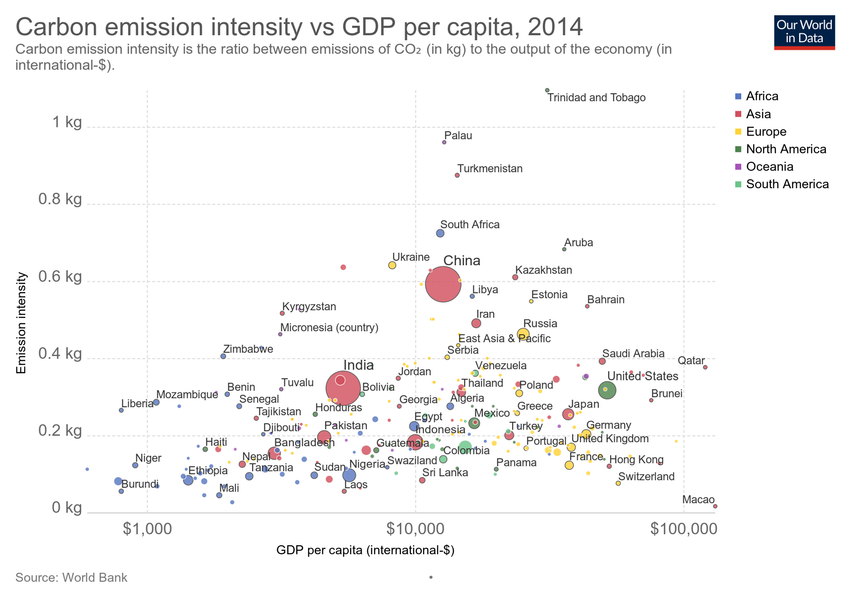 Carbon emission intensity vs GDP per capita, 2014
Carbon emission intensity is the ratio between emissions of CO₂ (in kg) to the output of the economy (in
international-$).
Our World
in Data
Trinidad and Tobago
Africa
Asia
Europe
North America
Oceania
South America
1 kg
Palau
Turkmenistan
0.8 kg
South Africa
Aruba
Ukraine
China
Kazakhstan
0.6 kg
Libya
Estonia
Bahrain
Kyrgyzstan
Iran
Russia
Micronesia (country)
East Asia & Pacific
Zimbabwe
Serbia
0.4 kg
Saudi Arabia
Qatar
India
Jordan
Venezuela
United States
Benin
Tuvalu
Bolivia
Thailand
Poland
Mozambique
Liberia
Senegal
Honduras
Georgia
Algeria
Brunei
Tajikistan
Mexico
Greece
Japan
Djibouti
Pakistan
Egypt
Indonesia
Turkey
Germany
0.2 kg
Haiti
Bangladesh
Guatemala
Colombia
Portugal
United Kingdom
Niger
Nepal
Ethiopia
Tanzania
Sudan
Nigeria
Swaziland
Panama
France
Hong Kong
Burundi
Mali
Laos
Sri Lanka
Switzerland
Macao
0 kg
Emission intensity
$1,000
$10,000
$100,000
GDP per capita (international-$)
Source: World Bank